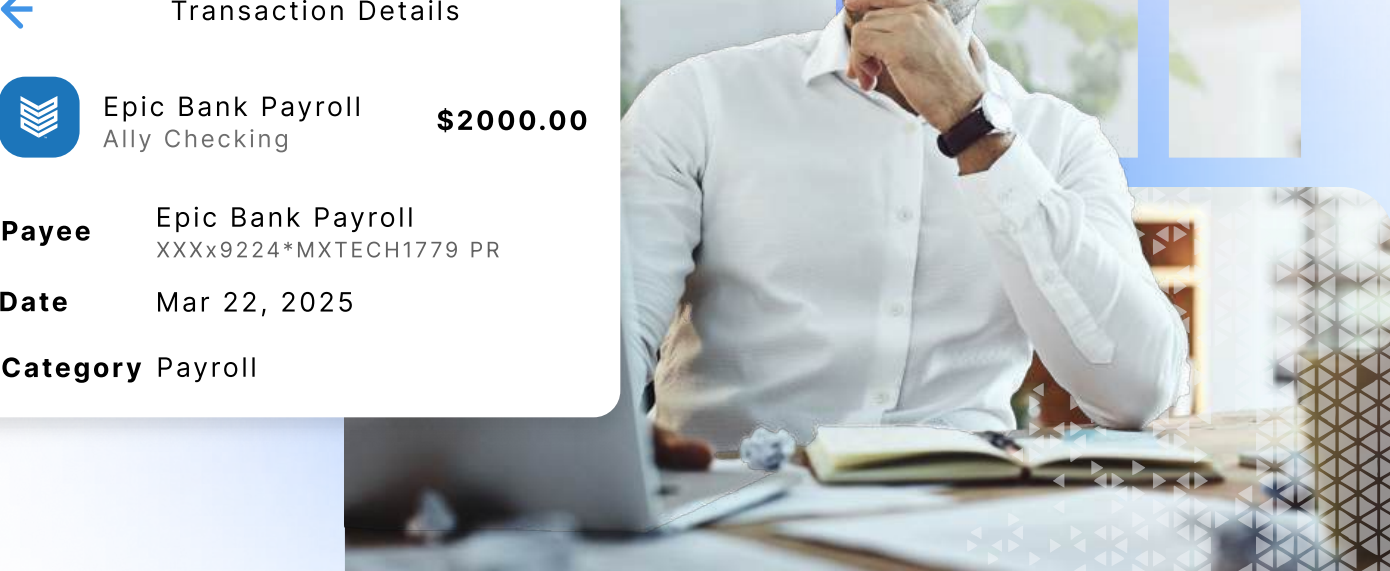 Transaction Details
Epic Bank Payroll
Ally Checking
$2000.00
Payee
Epic Bank Payroll
XXXx9224*MXTECH1779 PR
Date
Mar 22, 2025
Category
Payroll